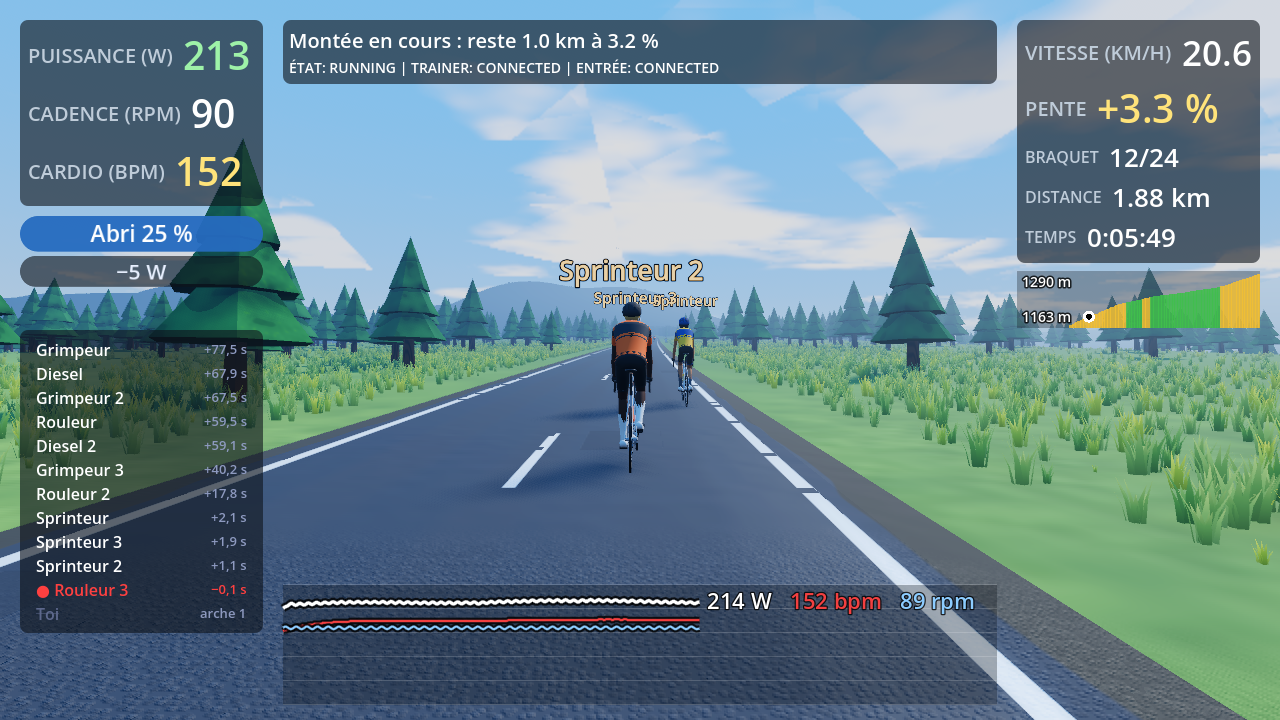 PUISSANCE (W) 213
CADENCE (RPM) 90
CARDIO (BPM) 152
Abri 25 %
−5 W
Montée en cours : reste 1.0 km à 3.2 %
ÉTAT: RUNNING | TRAINER: CONNECTED | ENTRÉE: CONNECTED
VITESSE (KM/H) 20.6
PENTE +3.3 %
BRAQUET 12/24
DISTANCE 1.88 km
TEMPS 0:05:49
1290 m
1163 m
Sprinteur 2
Grimpeur +77,5 s
Diesel +67,9 s
Grimpeur 2 +67,5 s
Rouleur +59,5 s
Diesel 2 +59,1 s
Grimpeur 3 +40,2 s
Rouleur 2 +17,8 s
Sprinteur +2,1 s
Sprinteur 3 +1,9 s
Sprinteur 2 +1,1 s
Rouleur 3 −0,1 s
Toi arche 1
214 W 152 bpm 89 rpm